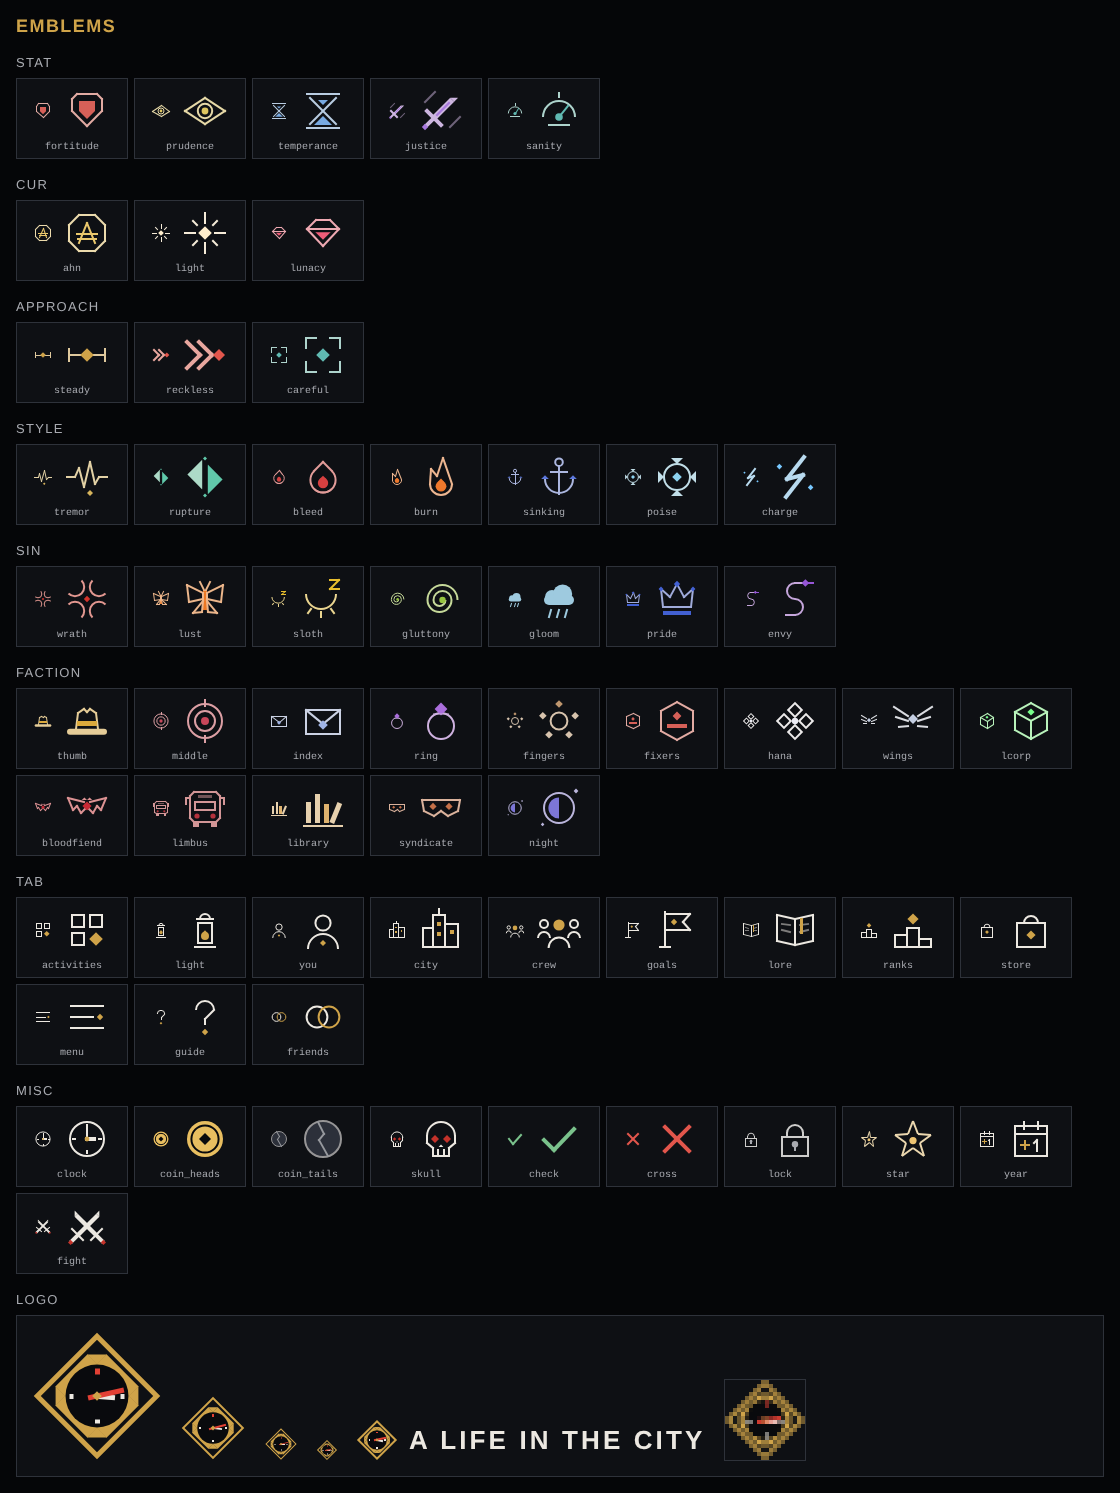 EMBLEMS
STAT
fortitude prudence temperance justice sanity
CUR
ahn light lunacy
APPROACH
steady reckless careful
STYLE
tremor rupture bleed burn sinking poise charge
SIN
wrath lust sloth gluttony gloom pride envy
FACTION
thumb middle index ring fingers fixers hana wings lcorp
bloodfiend limbus library syndicate night
TAB
activities light you city crew goals lore ranks store
menu guide friends
MISC
clock coin_heads coin_tails skull check cross lock star year
fight
LOGO
A LIFE IN THE CITY